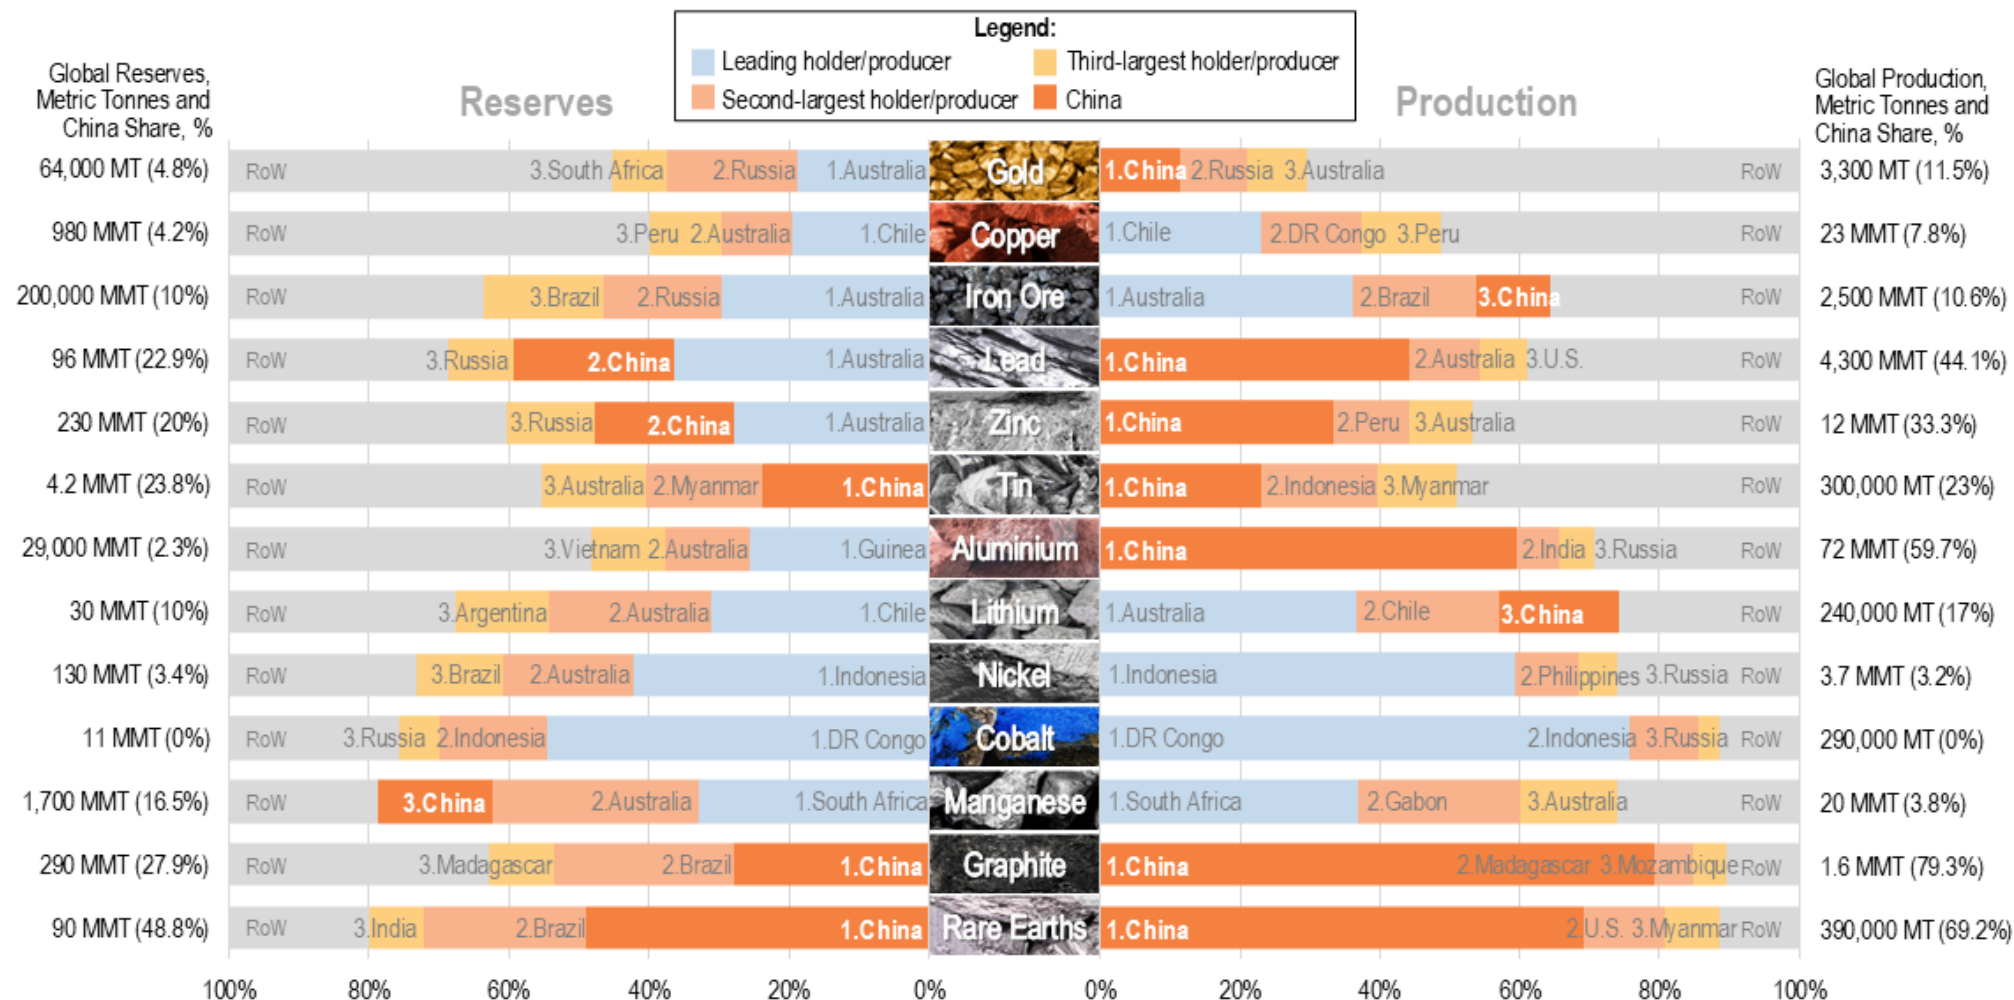 Legend:
Leading holder/producer
Third-largest holder/producer
Second-largest holder/producer
China
Global Reserves,
Metric Tonnes and
China Share, %
Reserves
Production
Global Production,
Metric Tonnes and
China Share, %
64,000 MT (4.8%) RoW 3.South Africa 2.Russia 1.Australia Gold 1.China 2.Russia 3.Australia RoW 3,300 MT (11.5%)
980 MMT (4.2%) RoW 3.Peru 2.Australia 1.Chile Copper 1.Chile 2.DR Congo 3.Peru RoW 23 MMT (7.8%)
200,000 MMT (10%) RoW 3.Brazil 2.Russia 1.Australia Iron Ore 1.Australia 2.Brazil 3.China RoW 2,500 MMT (10.6%)
96 MMT (22.9%) RoW 3.Russia 2.China 1.Australia Lead 1.China 2.Australia 3.U.S. RoW 4,300 MMT (44.1%)
230 MMT (20%) RoW 3.Russia 2.China 1.Australia Zinc 1.China 2.Peru 3.Australia RoW 12 MMT (33.3%)
4.2 MMT (23.8%) RoW 3.Australia 2.Myanmar 1.China Tin 1.China 2.Indonesia 3.Myanmar RoW 300,000 MT (23%)
29,000 MMT (2.3%) RoW 3.Vietnam 2.Australia 1.Guinea Aluminium 1.China 2.India 3.Russia RoW 72 MMT (59.7%)
30 MMT (10%) RoW 3.Argentina 2.Australia 1.Chile Lithium 1.Australia 2.Chile 3.China RoW 240,000 MT (17%)
130 MMT (3.4%) RoW 3.Brazil 2.Australia 1.Indonesia Nickel 1.Indonesia 2.Philippines 3.Russia RoW 3.7 MMT (3.2%)
11 MMT (0%) RoW 3.Russia 2.Indonesia 1.DR Congo Cobalt 1.DR Congo 2.Indonesia 3.Russia RoW 290,000 MT (0%)
1,700 MMT (16.5%) RoW 3.China 2.Australia 1.South Africa Manganese 1.South Africa 2.Gabon 3.Australia RoW 20 MMT (3.8%)
290 MMT (27.9%) RoW 3.Madagascar 2.Brazil 1.China Graphite 1.China 2.Madagascar 3.Mozambique RoW 1.6 MMT (79.3%)
90 MMT (48.8%) RoW 3.India 2.Brazil 1.China Rare Earths 1.China 2.U.S. 3.Myanmar RoW 390,000 MT (69.2%)
100% 80% 60% 40% 20% 0% 0% 20% 40% 60% 80% 100%